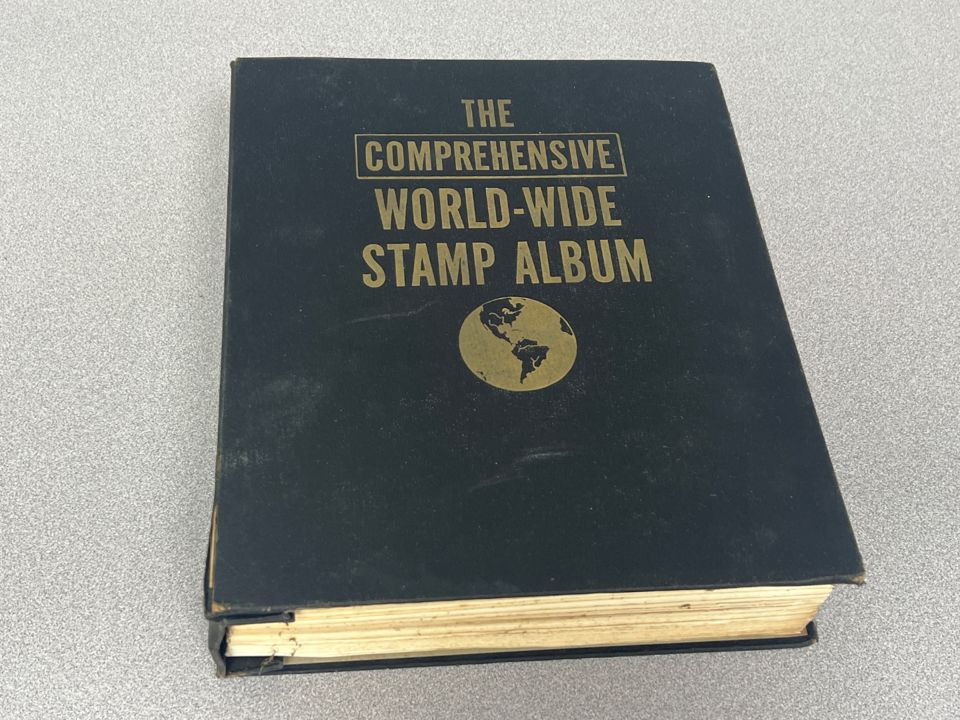 THE
COMPREHENSIVE
WORLD-WIDE
STAMP ALBUM